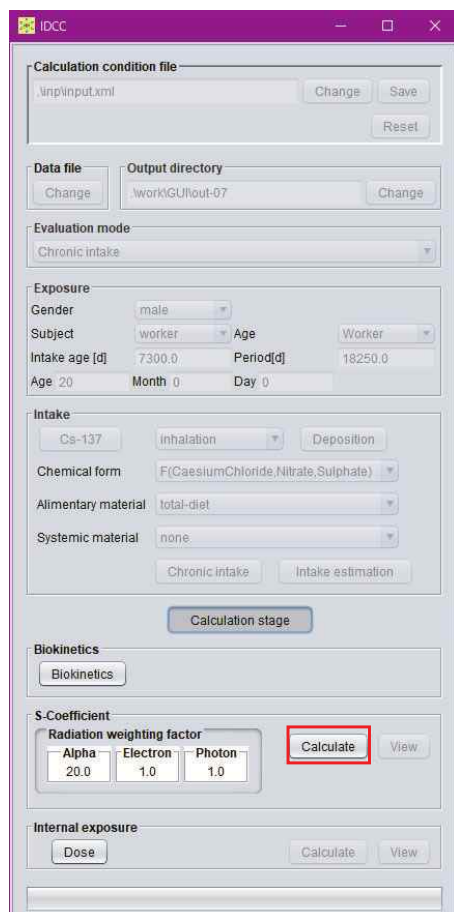 IDCC
Calculation condition file
.\inp\input.xml Change Save
Reset
Data file Output directory
Change .\work\GUI\out-07 Change
Evaluation mode
Chronic intake
Exposure
Gender male
Subject worker Age Worker
Intake age [d] 7300.0 Period[d] 18250.0
Age 20 Month 0 Day 0
Intake
Cs-137 inhalation Deposition
Chemical form F(CaesiumChloride,Nitrate,Sulphate)
Alimentary material total-diet
Systemic material none
Chronic intake Intake estimation
Calculation stage
Biokinetics
Biokinetics
S-Coefficient
Radiation weighting factor
Alpha Electron Photon Calculate View
20.0 1.0 1.0
Internal exposure
Dose Calculate View